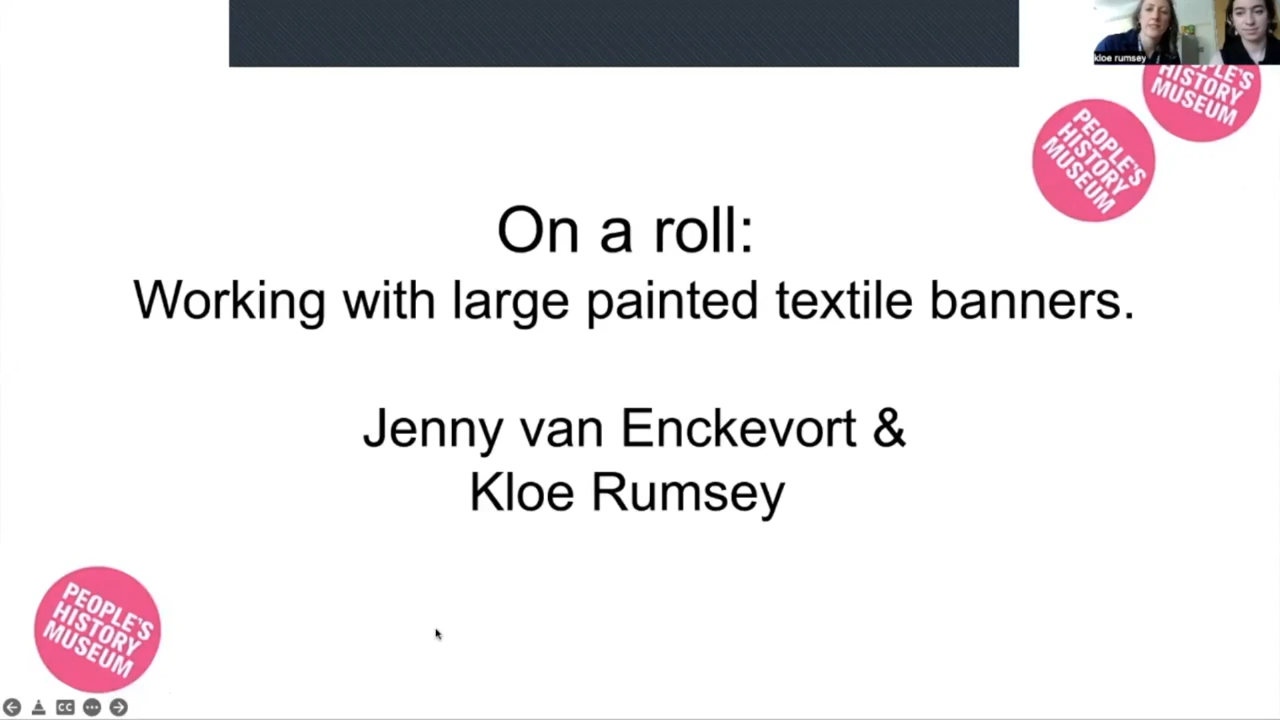 kloe rumsey
PEOPLE'S
HISTORY
MUSEUM
PEOPLE'S
HISTORY
MUSEUM
On a roll:
Working with large painted textile banners.
Jenny van Enckevort &
Kloe Rumsey
PEOPLE'S
HISTORY
MUSEUM
CC